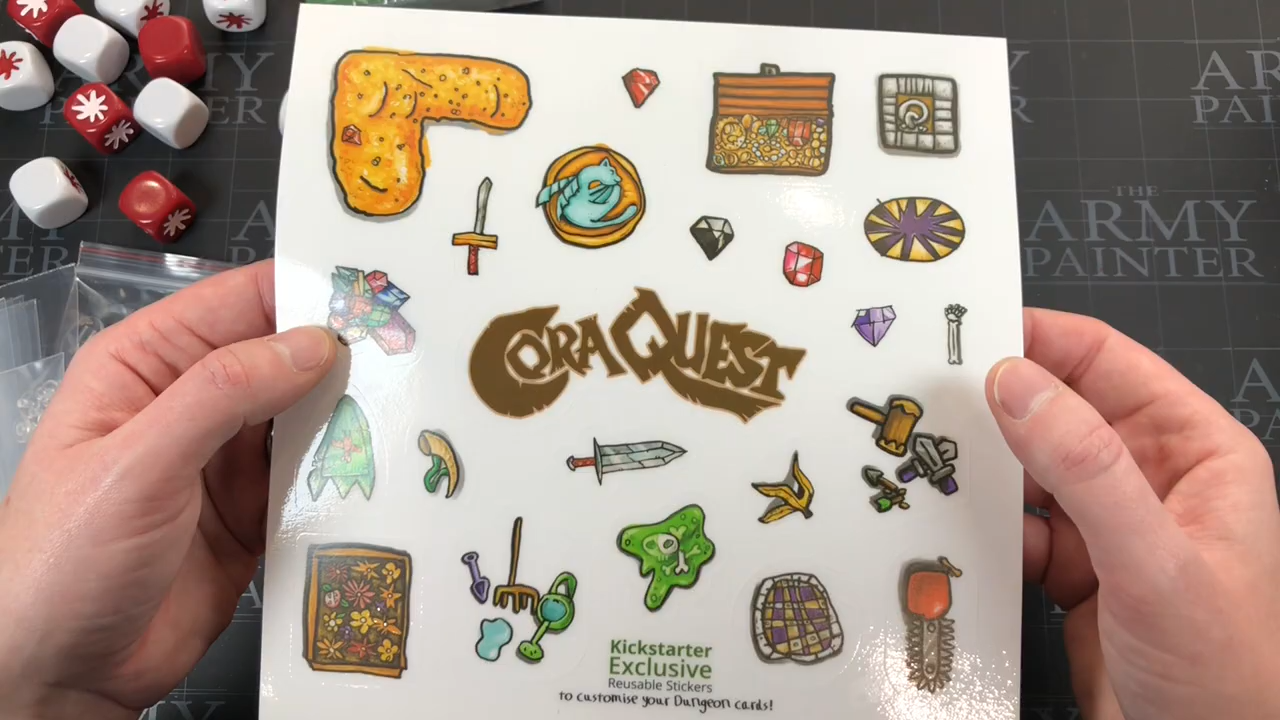 ARMY
PAINTER
ARMY
PAINTER
THE
ARMY
PAINTER
CORAQUEST
Kickstarter
Exclusive
Reusable Stickers
to customise your Dungeon cards!